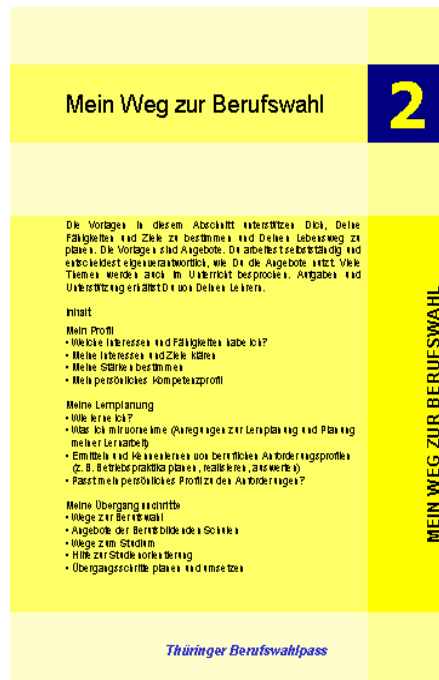 Mein Weg zur Berufswahl
2
Die Vorlagen in diesem Abschnitt unterstützen Dich, Deine
Fähigkeiten und Ziele zu bestimmen und Deinen Lebensweg zu
planen. Die Vorlagen sind Angebote. Du arbeitest selbstständig und
entscheidest eigenverantwortlich, wie Du die Angebote nutzt. Viele
Themen werden auch im Unterricht besprochen. Aufgaben und
Unterstützung erhältst Du von Deinen Lehrern.
Inhalt
Mein Profil
• Welche Interessen und Fähigkeiten habe ich?
• Meine Interessen und Ziele klären
• Meine Stärken bestimmen
• Mein persönliches Kompetenzprofil
Meine Lernplanung
• Wie lerne ich?
• Was ich mir vornehme (Anregungen zur Lernplanung und Planung
meiner Lernarbeit)
• Ermitteln und Kennenlernen von beruflichen Anforderungsprofilen
(z. B. Betriebspraktika planen, realisieren, auswerten)
• Passt mein persönliches Profil zu den Anforderungen?
Meine Übergangsschritte
• Wege zur Berufswahl
• Angebote der Berufsbildenden Schulen
• Wege zum Studium
• Hilfe zur Studienorientierung
• Übergangsschritte planen und umsetzen
MEIN WEG ZUR BERUFSWAHL
Thüringer Berufswahlpass